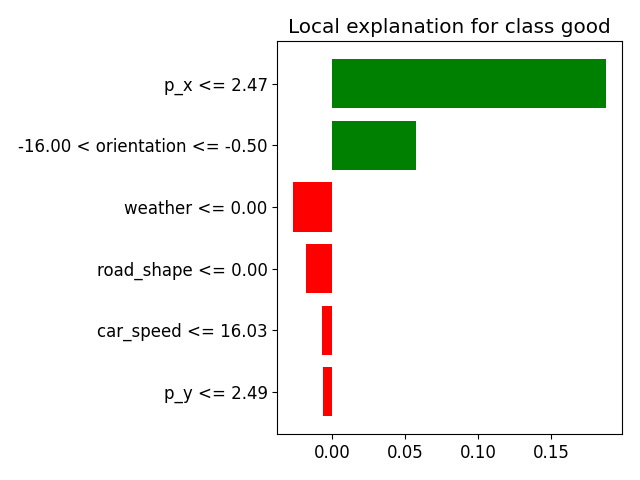 Local explanation for class good
p_x <= 2.47
-16.00 < orientation <= -0.50
weather <= 0.00
road_shape <= 0.00
car_speed <= 16.03
p_y <= 2.49
0.00 0.05 0.10 0.15